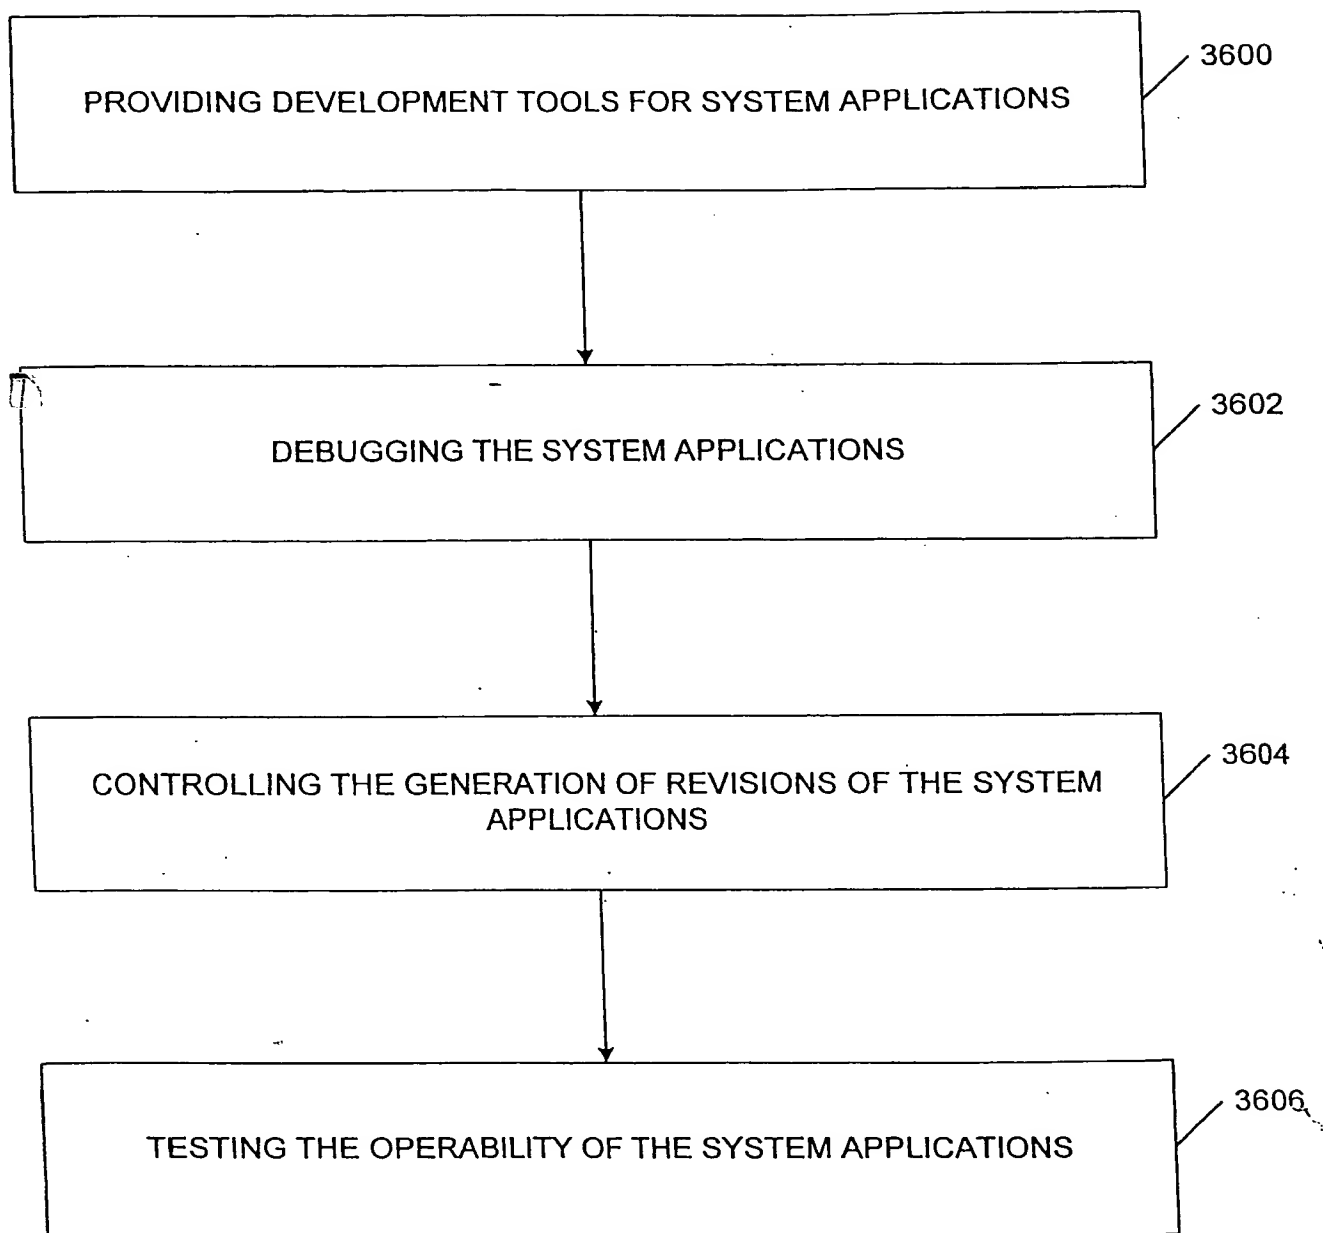 3600
PROVIDING DEVELOPMENT TOOLS FOR SYSTEM APPLICATIONS
3602
DEBUGGING THE SYSTEM APPLICATIONS
3604
CONTROLLING THE GENERATION OF REVISIONS OF THE SYSTEM
APPLICATIONS
3606
TESTING THE OPERABILITY OF THE SYSTEM APPLICATIONS